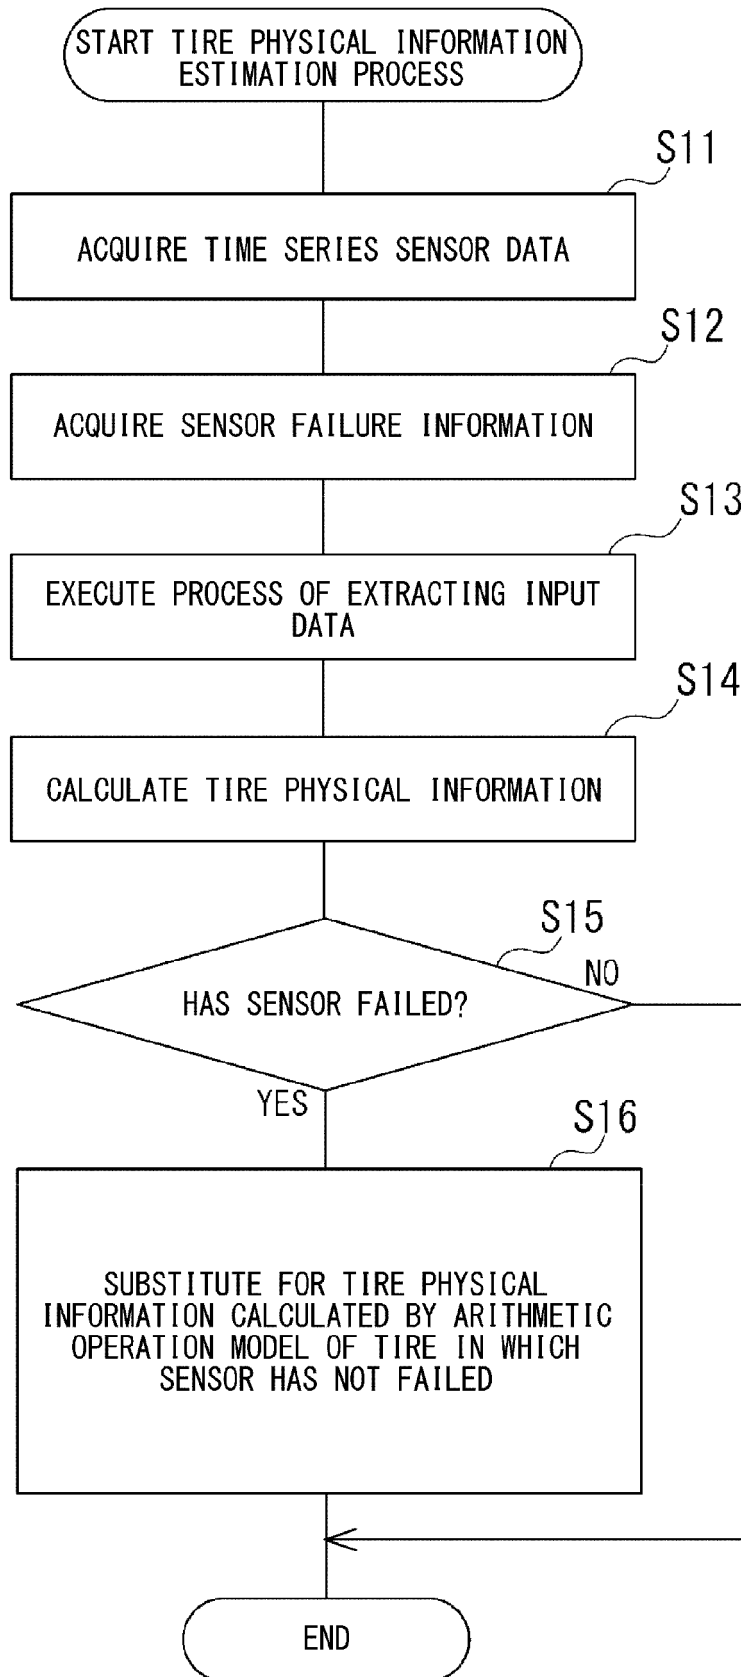 START TIRE PHYSICAL INFORMATION
ESTIMATION PROCESS
S11
ACQUIRE TIME SERIES SENSOR DATA
S12
ACQUIRE SENSOR FAILURE INFORMATION
S13
EXECUTE PROCESS OF EXTRACTING INPUT
DATA
S14
CALCULATE TIRE PHYSICAL INFORMATION
S15
HAS SENSOR FAILED?
NO
YES
S16
SUBSTITUTE FOR TIRE PHYSICAL
INFORMATION CALCULATED BY ARITHMETIC
OPERATION MODEL OF TIRE IN WHICH
SENSOR HAS NOT FAILED
END